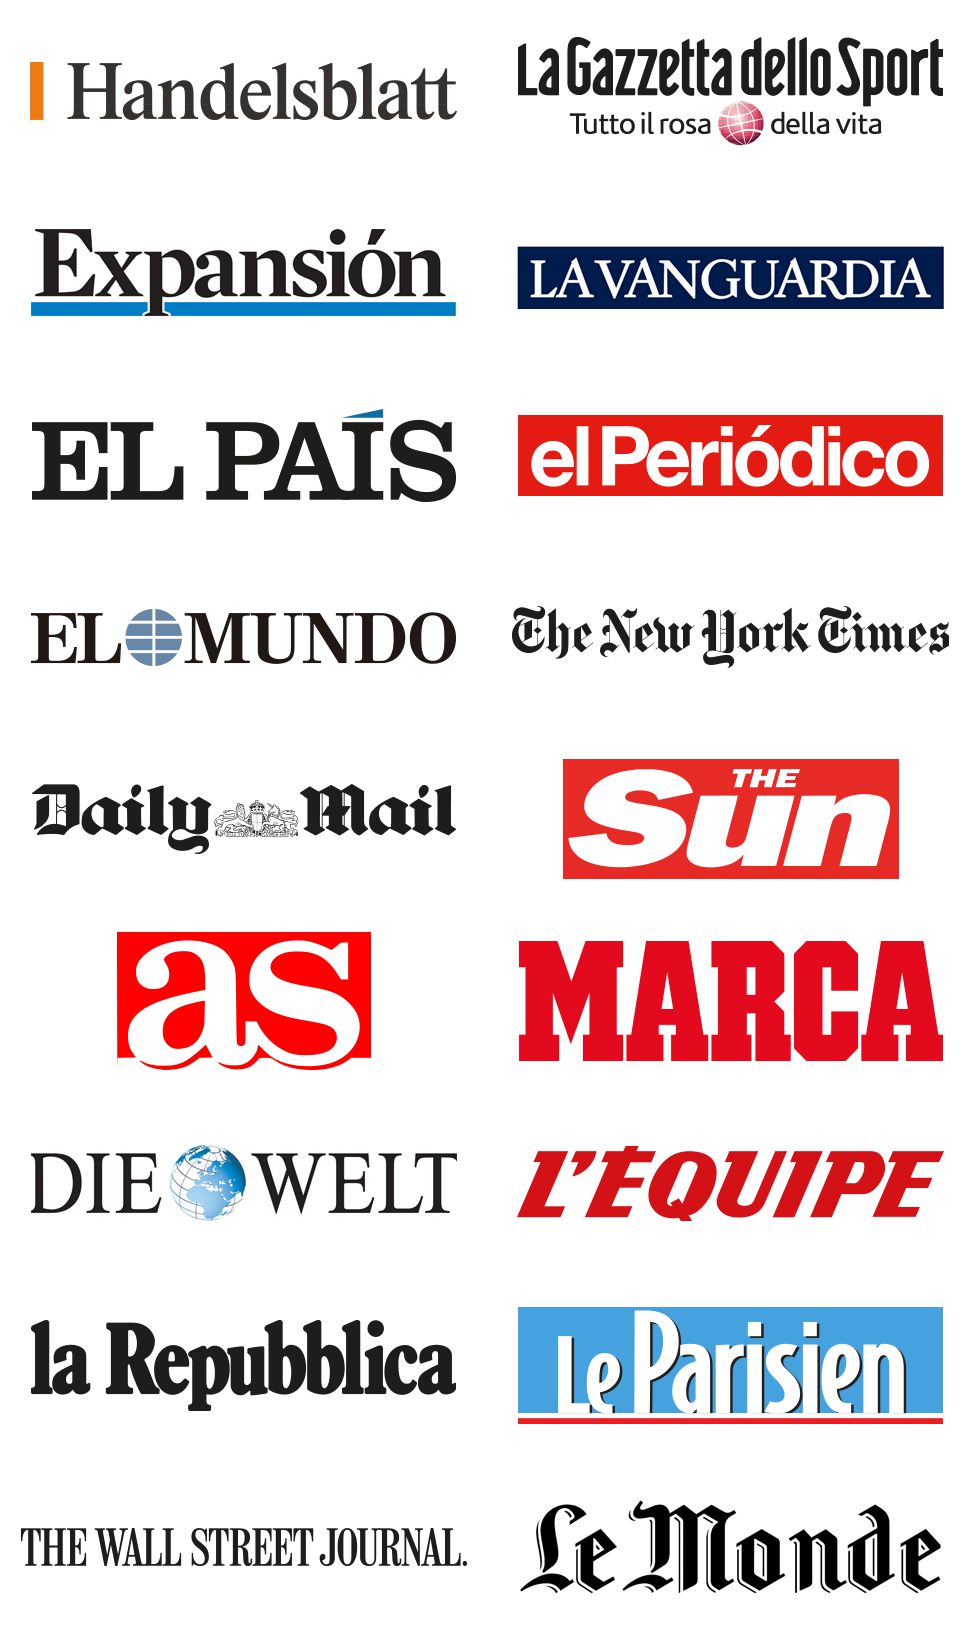 Handelsblatt
La Gazzetta dello Sport
Tutto il rosa della vita
Expansión
LA VANGUARDIA
EL PAÍS
el Periódico
EL MUNDO
The New York Times
Daily Mail
THE
Sun
as
MARCA
DIE WELT
L'ÉQUIPE
la Repubblica
Le Parisien
THE WALL STREET JOURNAL.
Le Monde